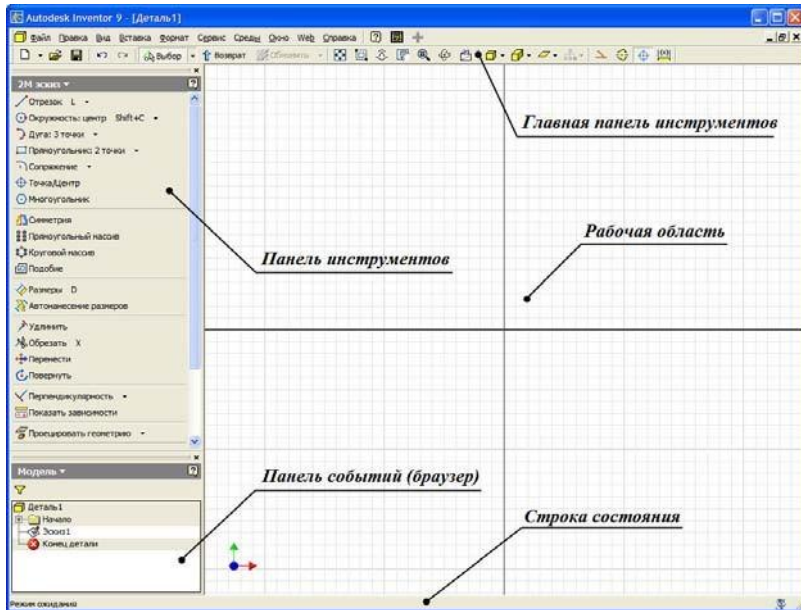 Autodesk Inventor 9 - [Деталь1]
Файл Правка Вид Вставка Формат Сервис Среды Окно Web Справка
Выбор Возврат Обновить
2М эскиз
Отрезок L
Окружность: центр Shift+C
Дуга: 3 точки
Прямоугольник: 2 точки
Сопряжение
Точка/Центр
Многоугольник
Симметрия
Прямоугольный массив
Круговой массив
Подобие
Размеры D
Автонанесение размеров
Удлинить
Обрезать X
Перенести
Повернуть
Перпендикулярность
Показать зависимости
Проецировать геометрию
Модель
Деталь1
Начало
Эскиз1
Конец детали
Режим ожидания
Главная панель инструментов
Рабочая область
Панель инструментов
Панель событий (браузер)
Строка состояния